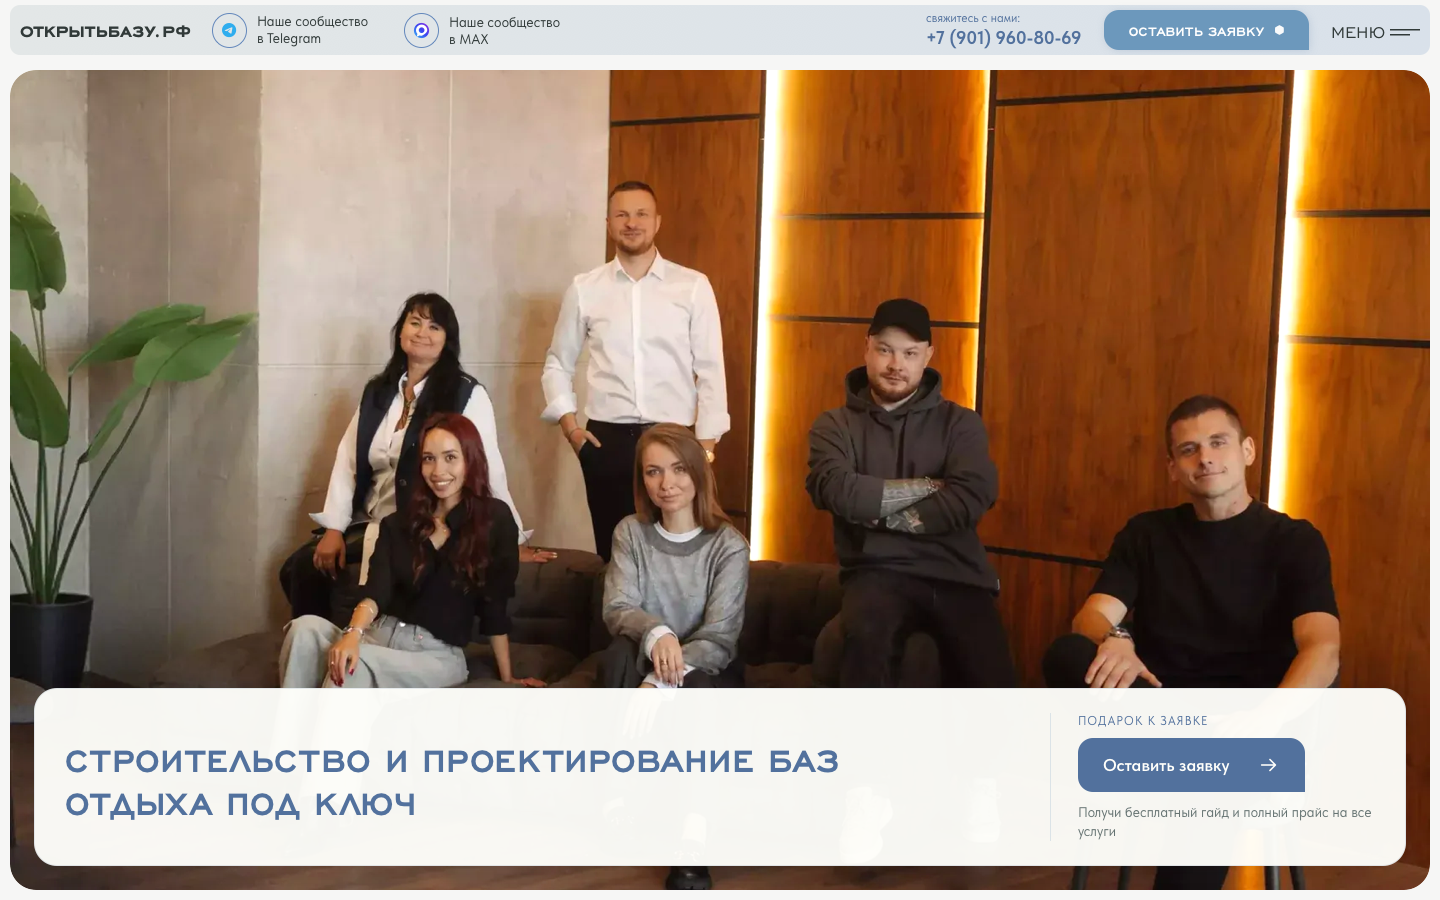 ОТКРЫТЬБАЗУ.РФ
Наше сообщество
в Telegram
Наше сообщество
в MAX
свяжитесь с нами:
+7 (901) 960-80-69
ОСТАВИТЬ ЗАЯВКУ
МЕНЮ
СТРОИТЕЛЬСТВО И ПРОЕКТИРОВАНИЕ БАЗ
ОТДЫХА ПОД КЛЮЧ
ПОДАРОК К ЗАЯВКЕ
Оставить заявку
Получи бесплатный гайд и полный прайс на все
услуги